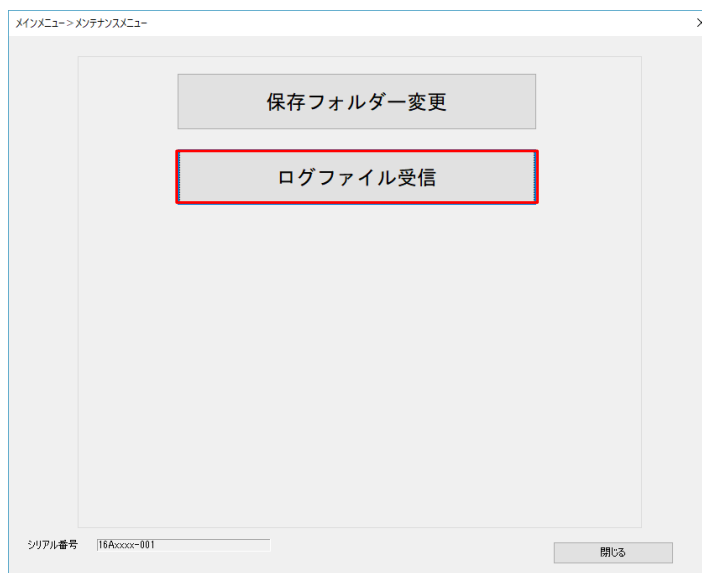 メインメニュー＞メンテナンスメニュー
保存フォルダー変更
ログファイル受信
シリアル番号 16Axxxx-001
閉じる